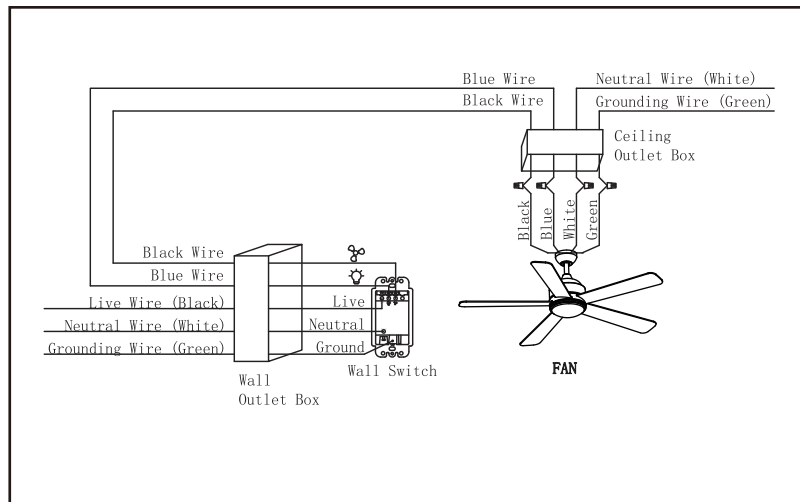 Blue Wire
Neutral Wire (White)
Black Wire
Grounding Wire (Green)
Ceiling
Outlet Box
Black
Blue
White
Green
Black Wire
Blue Wire
Live Wire (Black)
Live
Neutral Wire (White)
Neutral
Grounding Wire (Green)
Ground
Wall Switch
Wall
Outlet Box
FAN